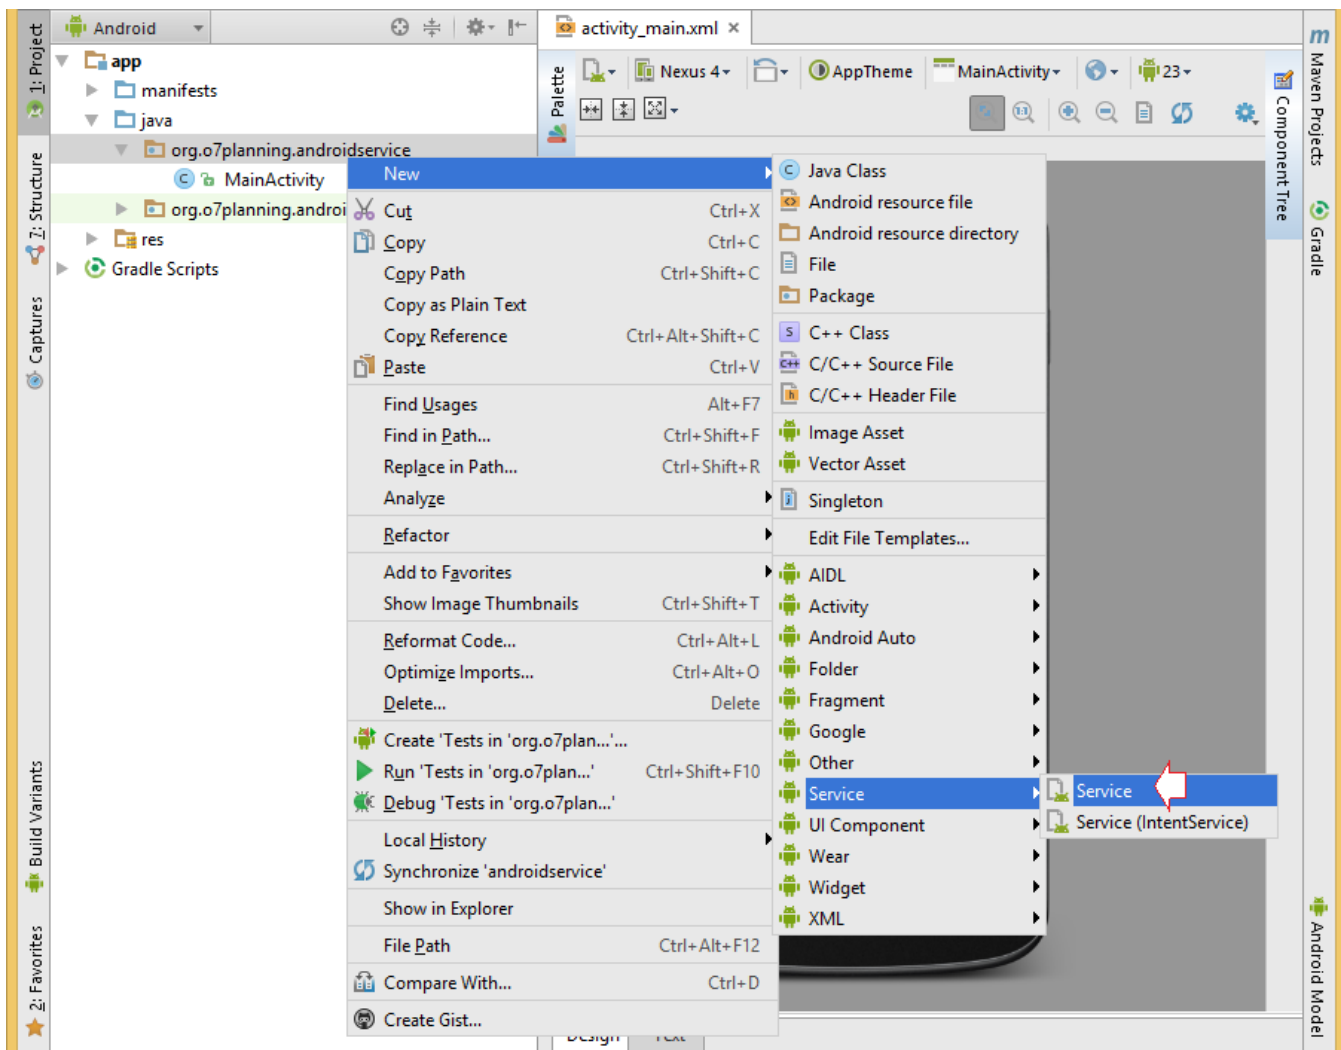 1: Project
7: Structure
Captures
Build Variants
2: Favorites
Android
app
manifests
java
org.o7planning.androidservice
MainActivity
org.o7planning.androi
res
Gradle Scripts
activity_main.xml
Palette
Nexus 4
AppTheme
MainActivity
23
1:1
New
Cut Ctrl+X
Copy Ctrl+C
Copy Path Ctrl+Shift+C
Copy as Plain Text
Copy Reference Ctrl+Alt+Shift+C
Paste Ctrl+V
Find Usages Alt+F7
Find in Path... Ctrl+Shift+F
Replace in Path... Ctrl+Shift+R
Analyze
Refactor
Add to Favorites
Show Image Thumbnails Ctrl+Shift+T
Reformat Code... Ctrl+Alt+L
Optimize Imports... Ctrl+Alt+O
Delete... Delete
Create 'Tests in 'org.o7plan...'...
Run 'Tests in 'org.o7plan...' Ctrl+Shift+F10
Debug 'Tests in 'org.o7plan...'
Local History
Synchronize 'androidservice'
Show in Explorer
File Path Ctrl+Alt+F12
Compare With... Ctrl+D
Create Gist...
C Java Class
Android resource file
Android resource directory
File
Package
S C++ Class
C++ C/C++ Source File
h C/C++ Header File
Image Asset
Vector Asset
Singleton
Edit File Templates...
AIDL
Activity
Android Auto
Folder
Fragment
Google
Other
Service
UI Component
Wear
Widget
XML
Service
Service (IntentService)
Design Text
Component Tree
m Maven Projects
Gradle
Android Model